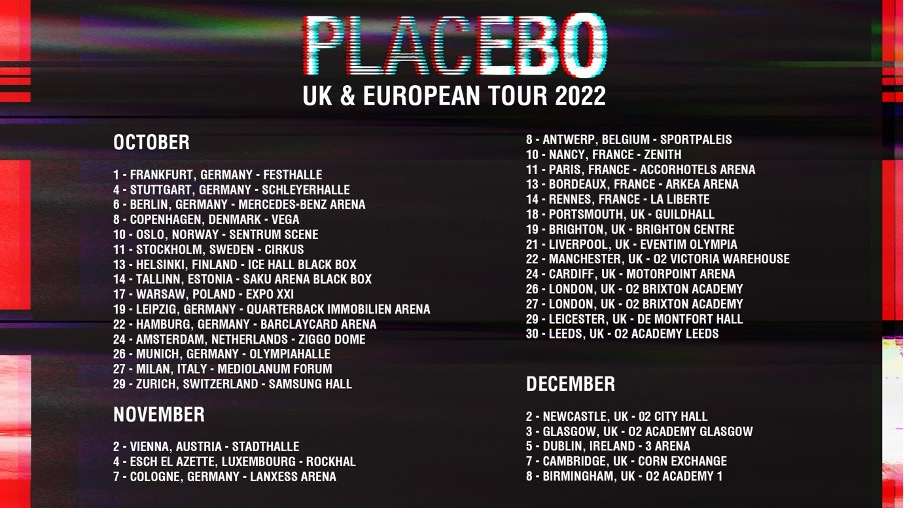 PLACEBO
UK & EUROPEAN TOUR 2022
OCTOBER
1 - FRANKFURT, GERMANY - FESTHALLE
4 - STUTTGART, GERMANY - SCHLEYERHALLE
6 - BERLIN, GERMANY - MERCEDES-BENZ ARENA
8 - COPENHAGEN, DENMARK - VEGA
10 - OSLO, NORWAY - SENTRUM SCENE
11 - STOCKHOLM, SWEDEN - CIRKUS
13 - HELSINKI, FINLAND - ICE HALL BLACK BOX
14 - TALLINN, ESTONIA - SAKU ARENA BLACK BOX
17 - WARSAW, POLAND - EXPO XXI
19 - LEIPZIG, GERMANY - QUARTERBACK IMMOBILIEN ARENA
22 - HAMBURG, GERMANY - BARCLAYCARD ARENA
24 - AMSTERDAM, NETHERLANDS - ZIGGO DOME
26 - MUNICH, GERMANY - OLYMPIAHALLE
27 - MILAN, ITALY - MEDIOLANUM FORUM
29 - ZURICH, SWITZERLAND - SAMSUNG HALL
NOVEMBER
2 - VIENNA, AUSTRIA - STADTHALLE
4 - ESCH EL AZETTE, LUXEMBOURG - ROCKHAL
7 - COLOGNE, GERMANY - LANXESS ARENA
8 - ANTWERP, BELGIUM - SPORTPALEIS
10 - NANCY, FRANCE - ZENITH
11 - PARIS, FRANCE - ACCORHOTELS ARENA
13 - BORDEAUX, FRANCE - ARKEA ARENA
14 - RENNES, FRANCE - LA LIBERTE
18 - PORTSMOUTH, UK - GUILDHALL
19 - BRIGHTON, UK - BRIGHTON CENTRE
21 - LIVERPOOL, UK - EVENTIM OLYMPIA
22 - MANCHESTER, UK - O2 VICTORIA WAREHOUSE
24 - CARDIFF, UK - MOTORPOINT ARENA
26 - LONDON, UK - O2 BRIXTON ACADEMY
27 - LONDON, UK - O2 BRIXTON ACADEMY
29 - LEICESTER, UK - DE MONTFORT HALL
30 - LEEDS, UK - O2 ACADEMY LEEDS
DECEMBER
2 - NEWCASTLE, UK - O2 CITY HALL
3 - GLASGOW, UK - O2 ACADEMY GLASGOW
5 - DUBLIN, IRELAND - 3 ARENA
7 - CAMBRIDGE, UK - CORN EXCHANGE
8 - BIRMINGHAM, UK - O2 ACADEMY 1